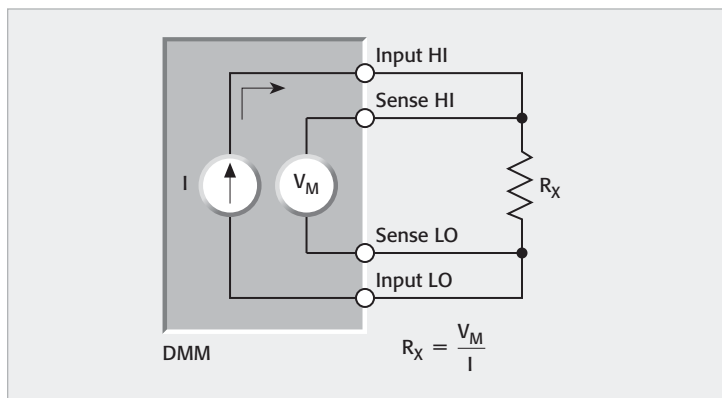 Input HI
Sense HI
I
V_M
R_X
Sense LO
Input LO
DMM
R_X = V_M / I